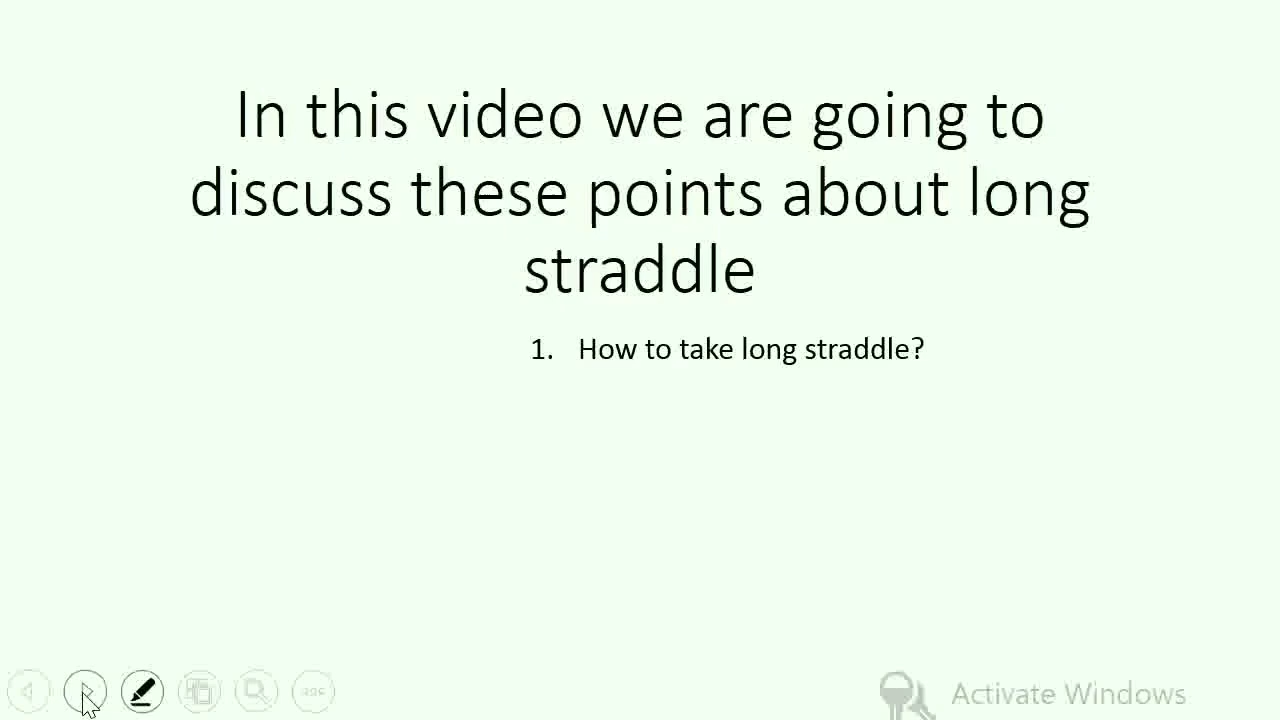 In this video we are going to
discuss these points about long
straddle
1. How to take long straddle?
Activate Windows